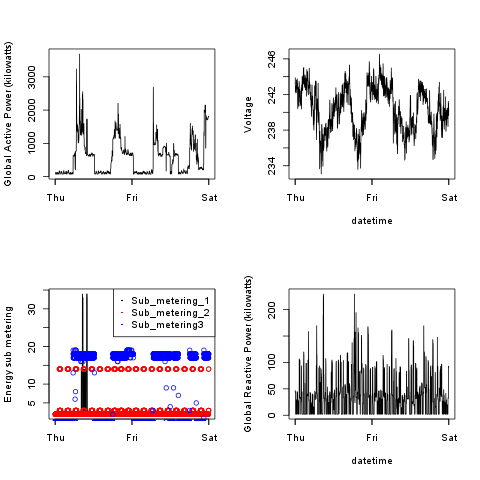 Global Active Power (kilowatts)
0
1000
2000
3000
Thu
Fri
Sat
Voltage
234
238
242
246
Thu
Fri
Sat
datetime
Energy sub metering
5
10
20
30
Sub_metering_1
Sub_metering_2
Sub_metering3
Thu
Fri
Sat
Global Reactive Power (kilowatts)
0
50
100
200
Thu
Fri
Sat
datetime